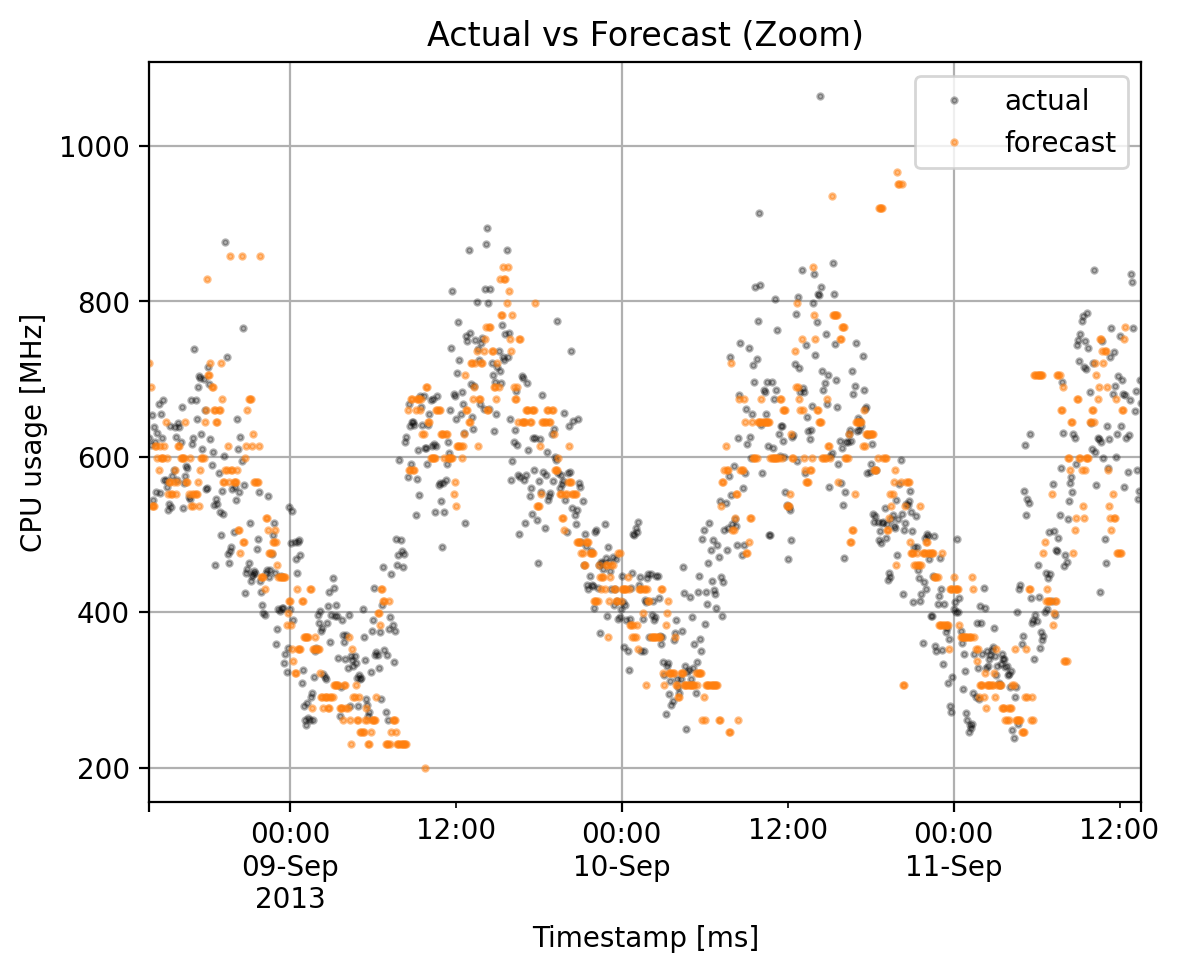 Actual vs Forecast (Zoom)
actual
forecast
CPU usage [MHz]
1000
800
600
400
200
00:00 12:00 00:00 12:00 00:00 12:00
09-Sep 10-Sep 11-Sep
2013
Timestamp [ms]